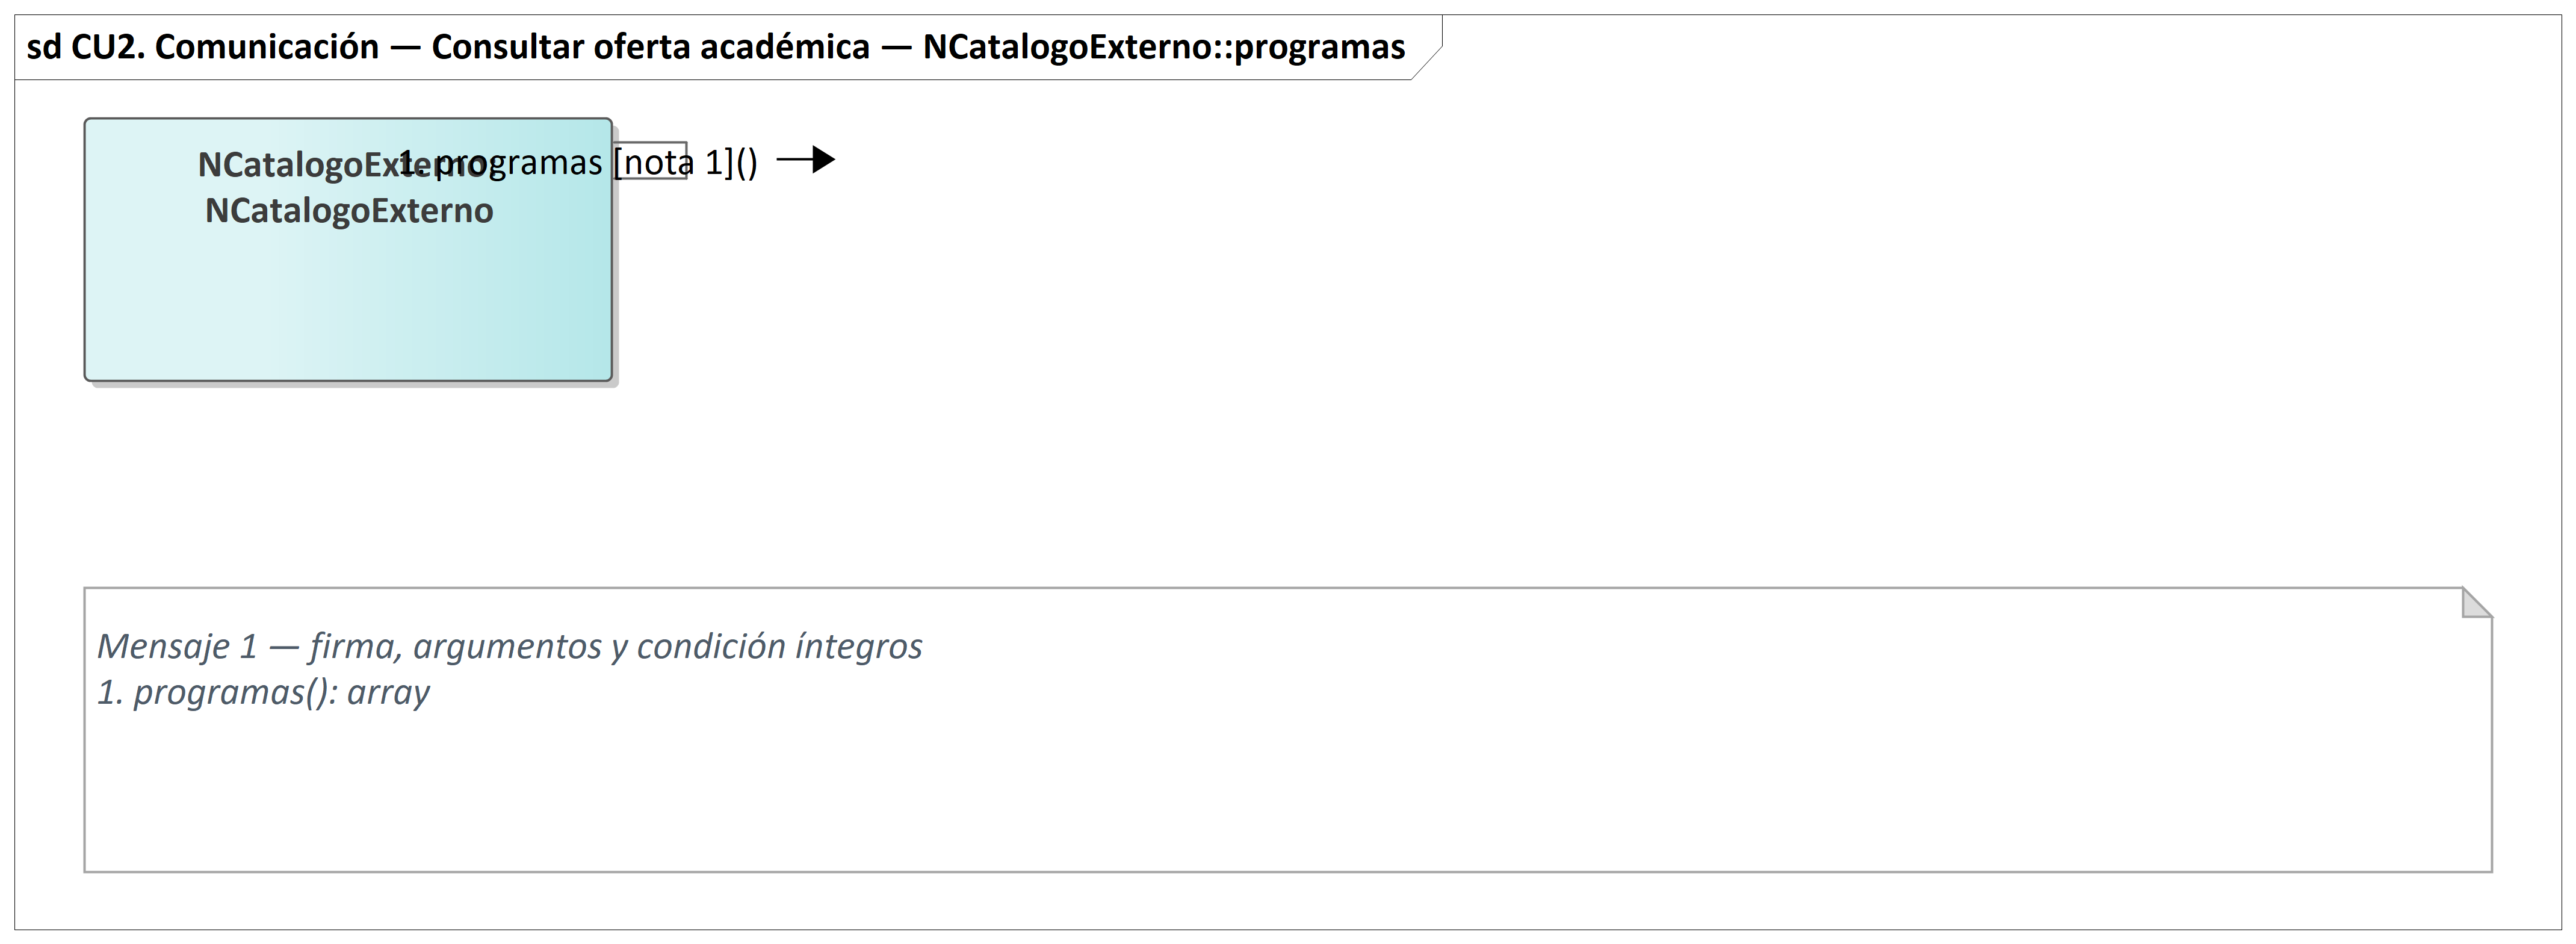 sd CU2. Comunicación — Consultar oferta académica — NCatalogoExterno::programas
NCatalogoExterno
1. programas [nota 1]()
NCatalogoExterno
Mensaje 1 — firma, argumentos y condición íntegros
1. programas(): array